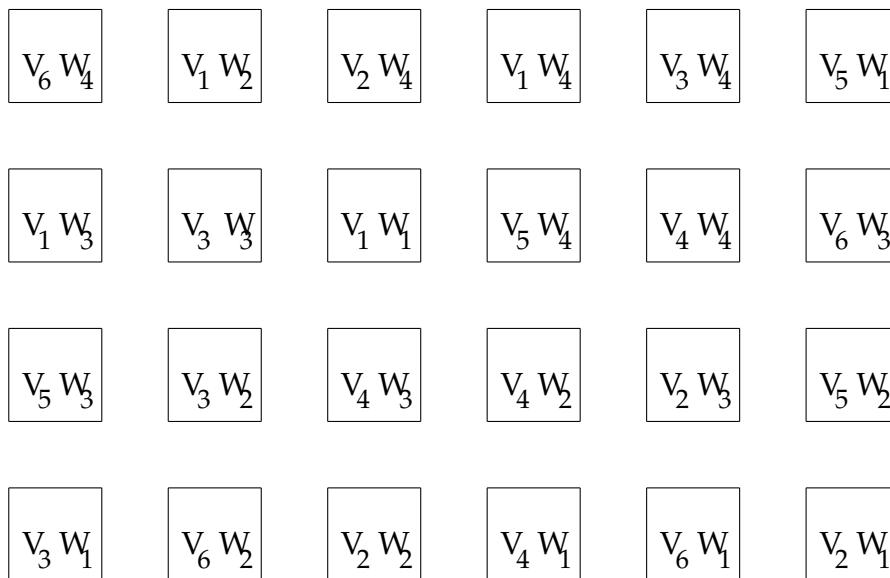 V₆ W₄ V₁ W₂ V₂ W₄ V₁ W₄ V₃ W₄ V₅ W₁
V₁ W₃ V₃ W₃ V₁ W₁ V₅ W₄ V₄ W₄ V₆ W₃
V₅ W₃ V₃ W₂ V₄ W₃ V₄ W₂ V₂ W₃ V₅ W₂
V₃ W₁ V₆ W₂ V₂ W₂ V₄ W₁ V₆ W₁ V₂ W₁